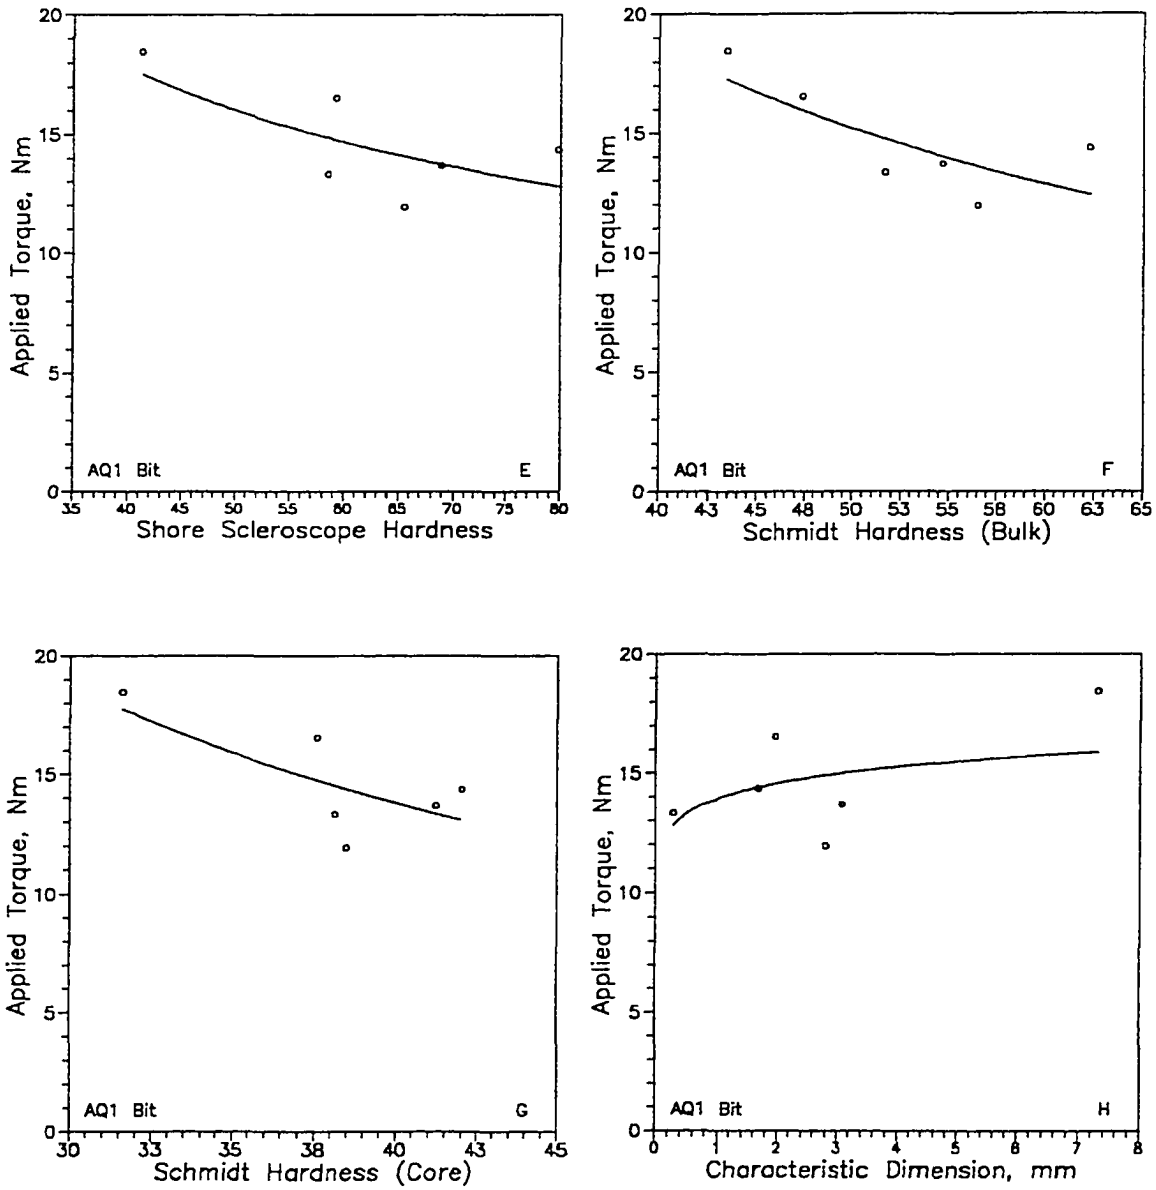 20
15
10
5
0
Applied Torque, Nm
AQ1 Bit
E
35 40 45 50 55 60 65 70 75 80
Shore Scleroscope Hardness
20
15
10
5
0
Applied Torque, Nm
AQ1 Bit
F
40 43 45 48 50 53 55 58 60 63 65
Schmidt Hardness (Bulk)
20
15
10
5
0
Applied Torque, Nm
AQ1 Bit
G
30 33 35 38 40 43 45
Schmidt Hardness (Core)
20
15
10
5
0
Applied Torque, Nm
AQ1 Bit
H
0 1 2 3 4 5 6 7 8
Characteristic Dimension, mm